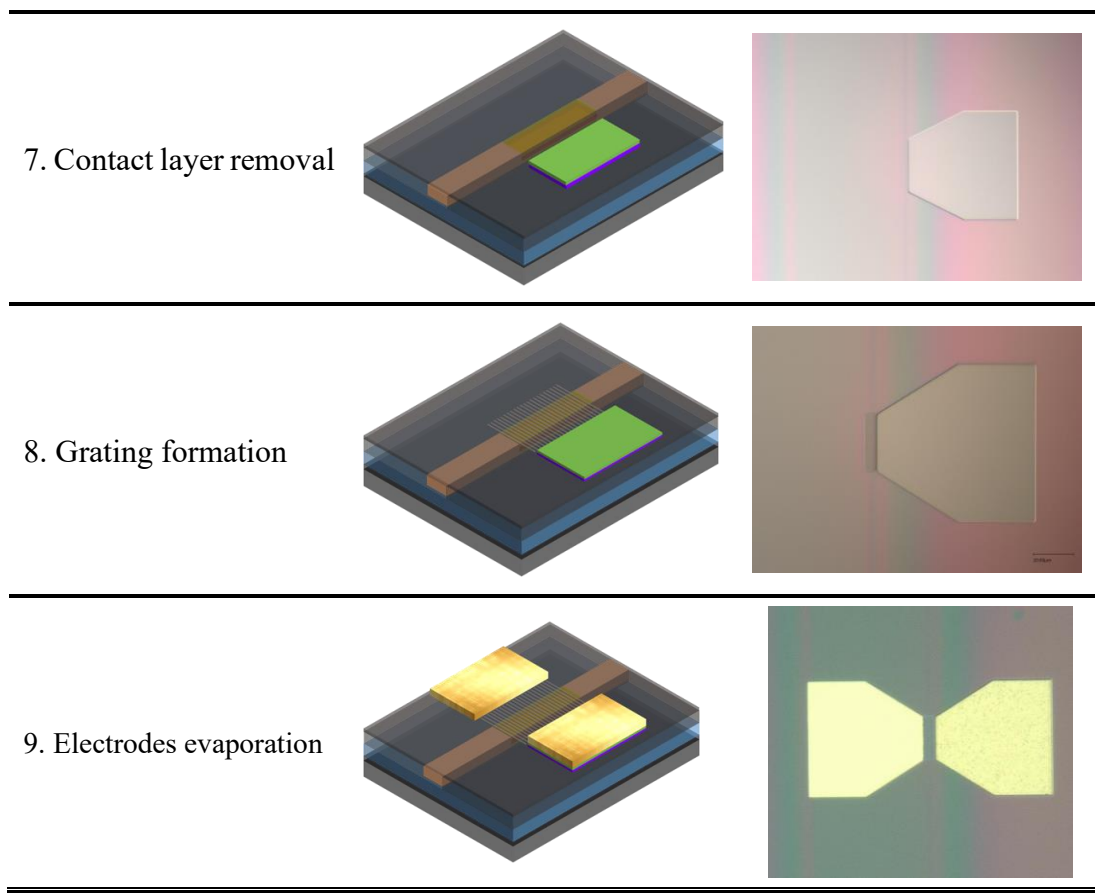 7. Contact layer removal
8. Grating formation
9. Electrodes evaporation